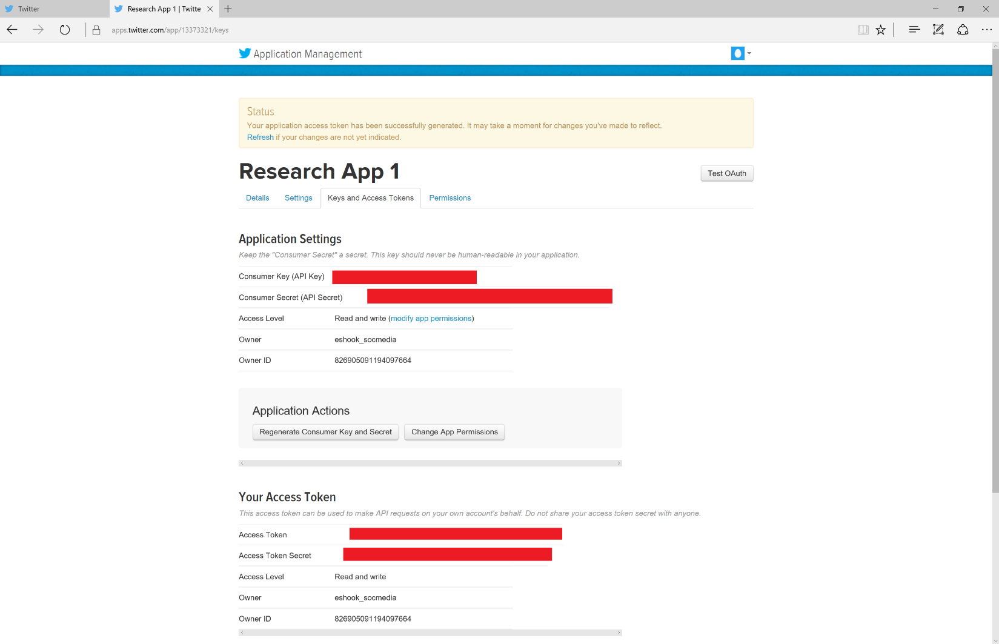 Twitter
Research App 1 | Twitte
apps.twitter.com/app/13373321/keys
Application Management
Status
Your application access token has been successfully generated. It may take a moment for changes you've made to reflect.
Refresh if your changes are not yet indicated.
Research App 1
Test OAuth
Details Settings Keys and Access Tokens Permissions
Application Settings
Keep the "Consumer Secret" a secret. This key should never be human-readable in your application.
Consumer Key (API Key)
Consumer Secret (API Secret)
Access Level Read and write (modify app permissions)
Owner eshook_socmedia
Owner ID 826905091194097664
Application Actions
Regenerate Consumer Key and Secret Change App Permissions
Your Access Token
This access token can be used to make API requests on your own account's behalf. Do not share your access token secret with anyone.
Access Token
Access Token Secret
Access Level Read and write
Owner eshook_socmedia
Owner ID 826905091194097664